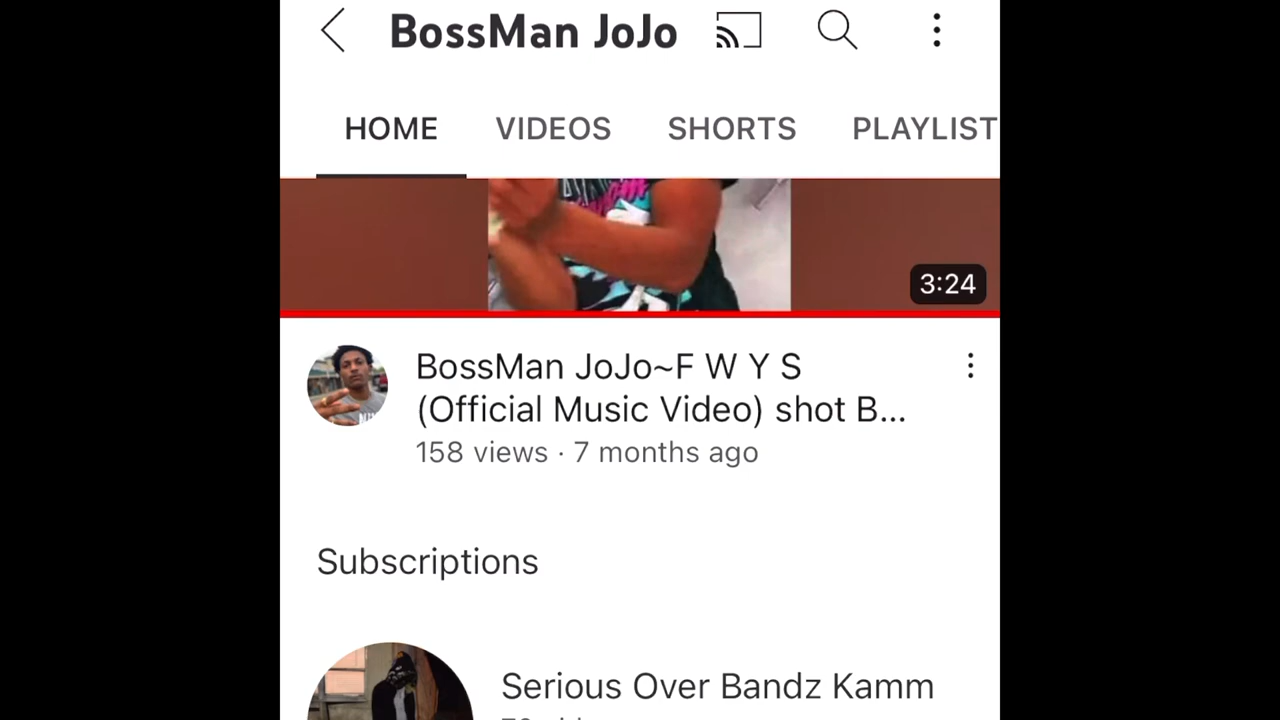 BossMan JoJo
HOME VIDEOS SHORTS PLAYLIST
3:24
BossMan JoJo~F W Y S
(Official Music Video) shot B...
158 views · 7 months ago
Subscriptions
Serious Over Bandz Kamm